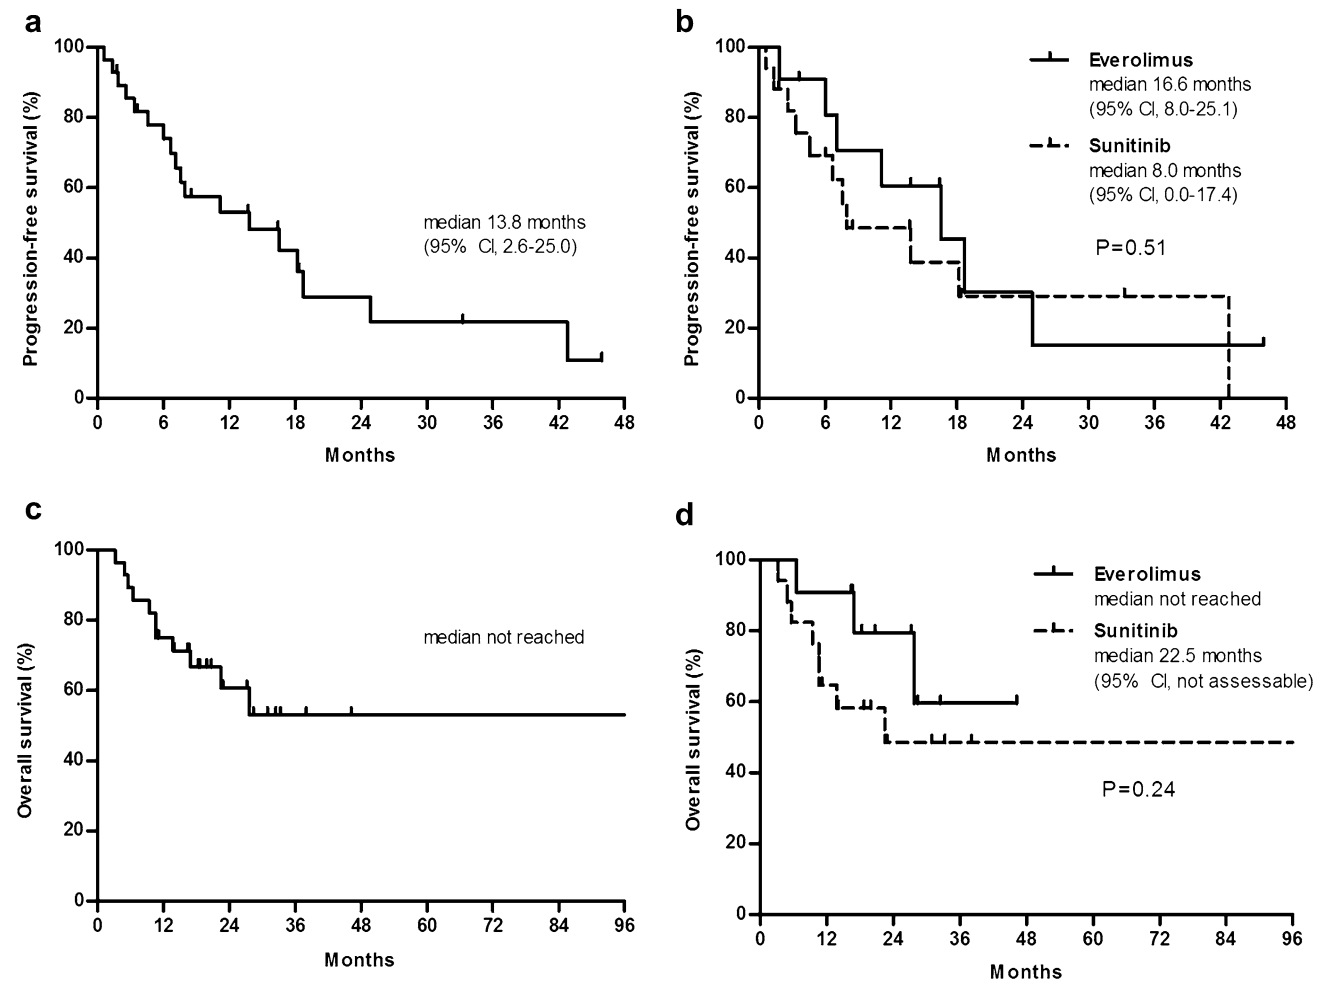 a
Progression-free survival (%)
100
80
60
40
20
0
median 13.8 months
(95% CI, 2.6-25.0)
0 6 12 18 24 30 36 42 48
Months
b
Progression-free survival (%)
100
80
60
40
20
0
Everolimus
median 16.6 months
(95% CI, 8.0-25.1)
Sunitinib
median 8.0 months
(95% CI, 0.0-17.4)
P=0.51
0 6 12 18 24 30 36 42 48
Months
c
Overall survival (%)
100
80
60
40
20
0
median not reached
0 12 24 36 48 60 72 84 96
Months
d
Overall survival (%)
100
80
60
40
20
0
Everolimus
median not reached
Sunitinib
median 22.5 months
(95% CI, not assessable)
P=0.24
0 12 24 36 48 60 72 84 96
Months